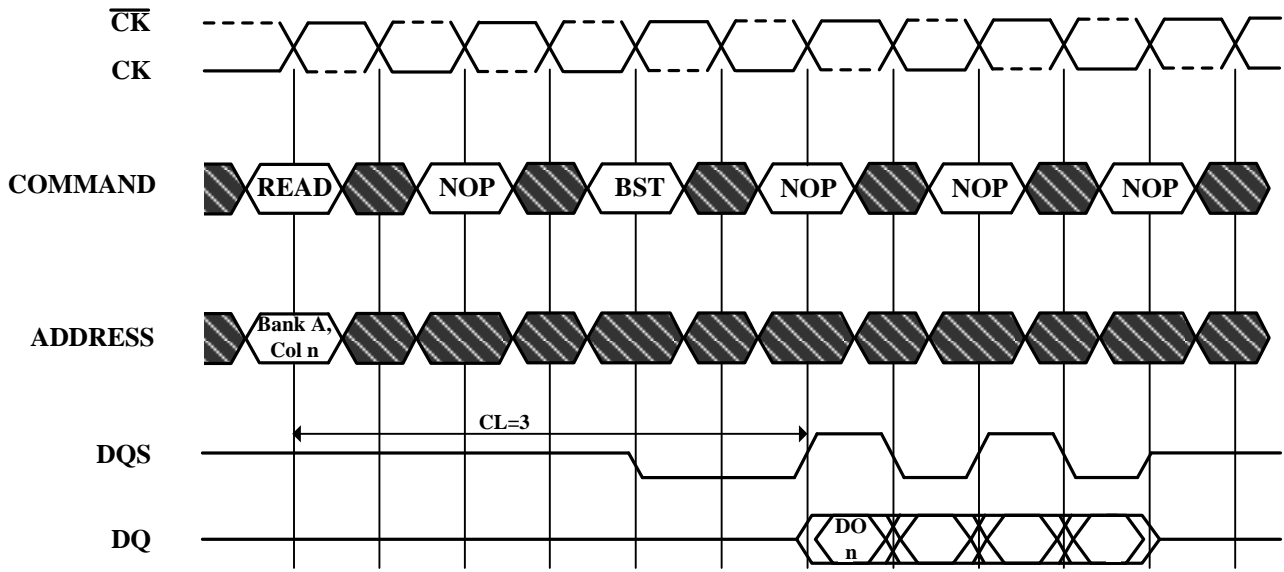 CK
CK
COMMAND READ NOP BST NOP NOP NOP
ADDRESS Bank A,
Col n
CL=3
DQS
DQ DO
n